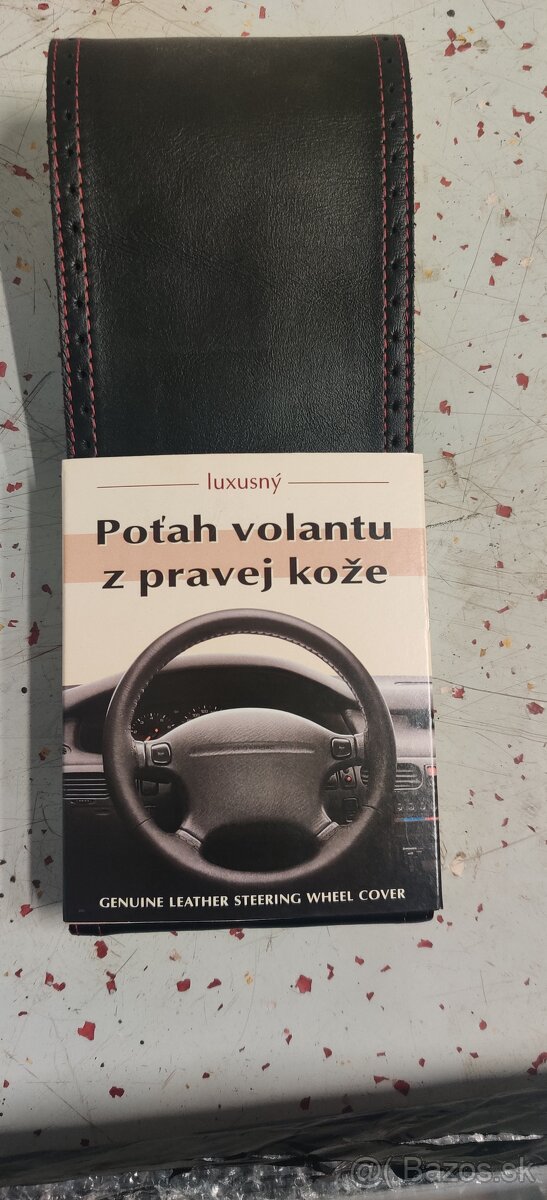 luxusný
Poťah volantu
z pravej kože
GENUINE LEATHER STEERING WHEEL COVER
@( Bazos.sk